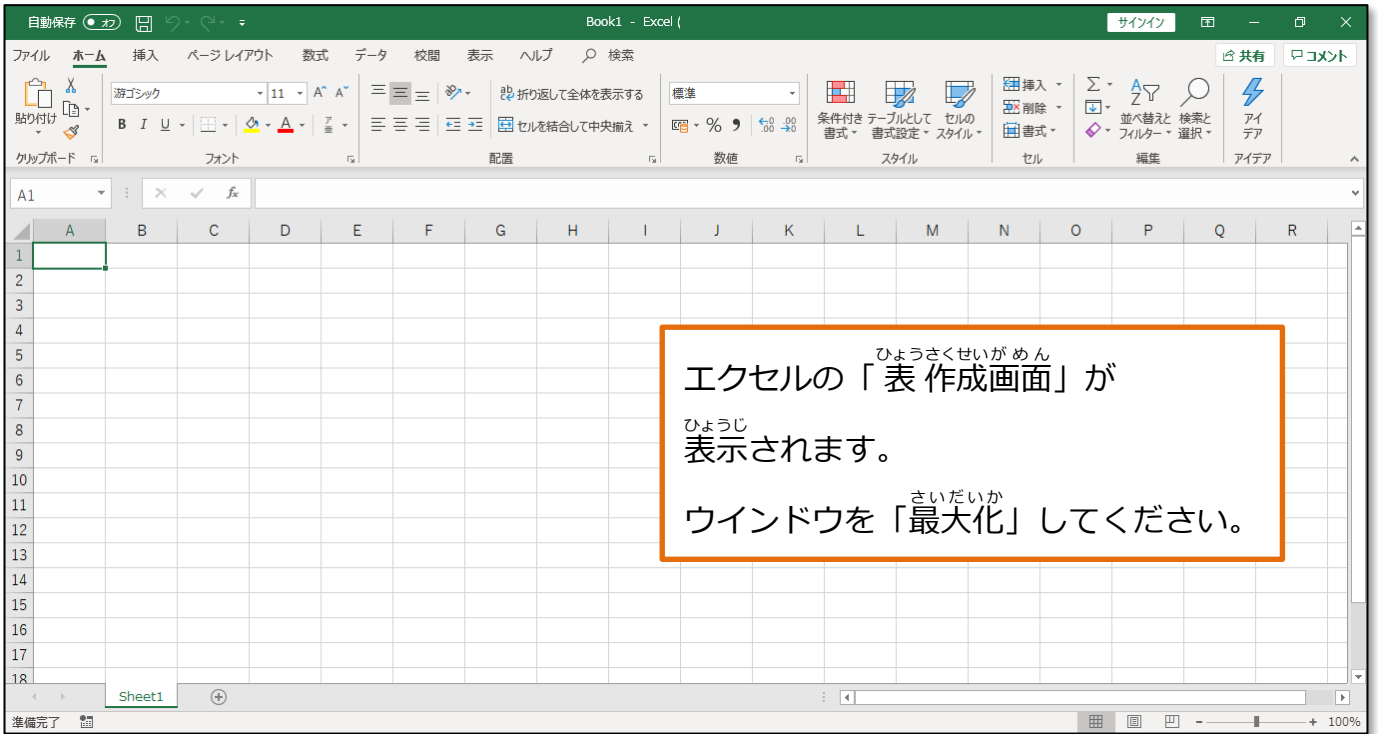 自動保存 オフ Book1 - Excel ( サインイン
ファイル ホーム 挿入 ページ レイアウト 数式 データ 校閲 表示 ヘルプ 検索 共有 コメント
貼り付け 游ゴシック 11 A A 折り返して全体を表示する 標準 条件付き書式 テーブルとして書式設定 セルのスタイル 挿入 削除 書式 Σ 並べ替えとフィルター 検索と選択 アイデア
B I U A ア亜 セルを結合して中央揃え % 9
クリップボード フォント 配置 数値 スタイル セル 編集 アイデア
A1 fx
A B C D E F G H I J K L M N O P Q R
1
2
3
4
5
6
7
8
9
10
11
12
13
14
15
16
17
18
ひょうさくせいがめん
エクセルの「表作成画面」が
ひょうじ
表示されます。
さいだいか
ウインドウを「最大化」してください。
Sheet1
準備完了 - + 100%